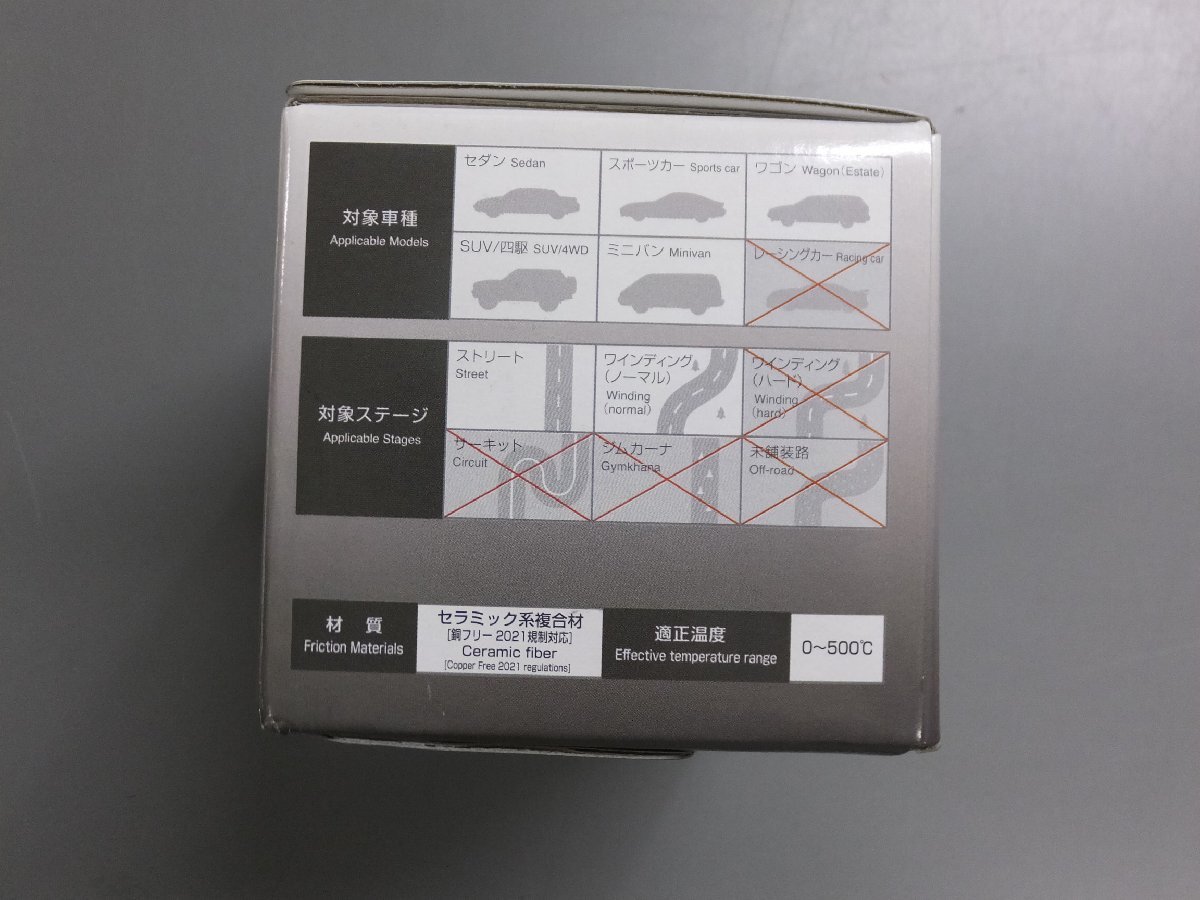 対象車種
Applicable Models
セダン Sedan
スポーツカー Sports car
ワゴン Wagon(Estate)
SUV/四駆 SUV/4WD
ミニバン Minivan
レーシングカー Racing car
対象ステージ
Applicable Stages
ストリート
Street
ワインディング
(ノーマル)
Winding
(normal)
ワインディング
(ハード)
Winding
(hard)
サーキット
Circuit
ジムカーナ
Gymkhana
未舗装路
Off-road
材 質
Friction Materials
セラミック系複合材
[銅フリー 2021規制対応]
Ceramic fiber
[Copper Free 2021 regulations]
適正温度
Effective temperature range
0～500℃